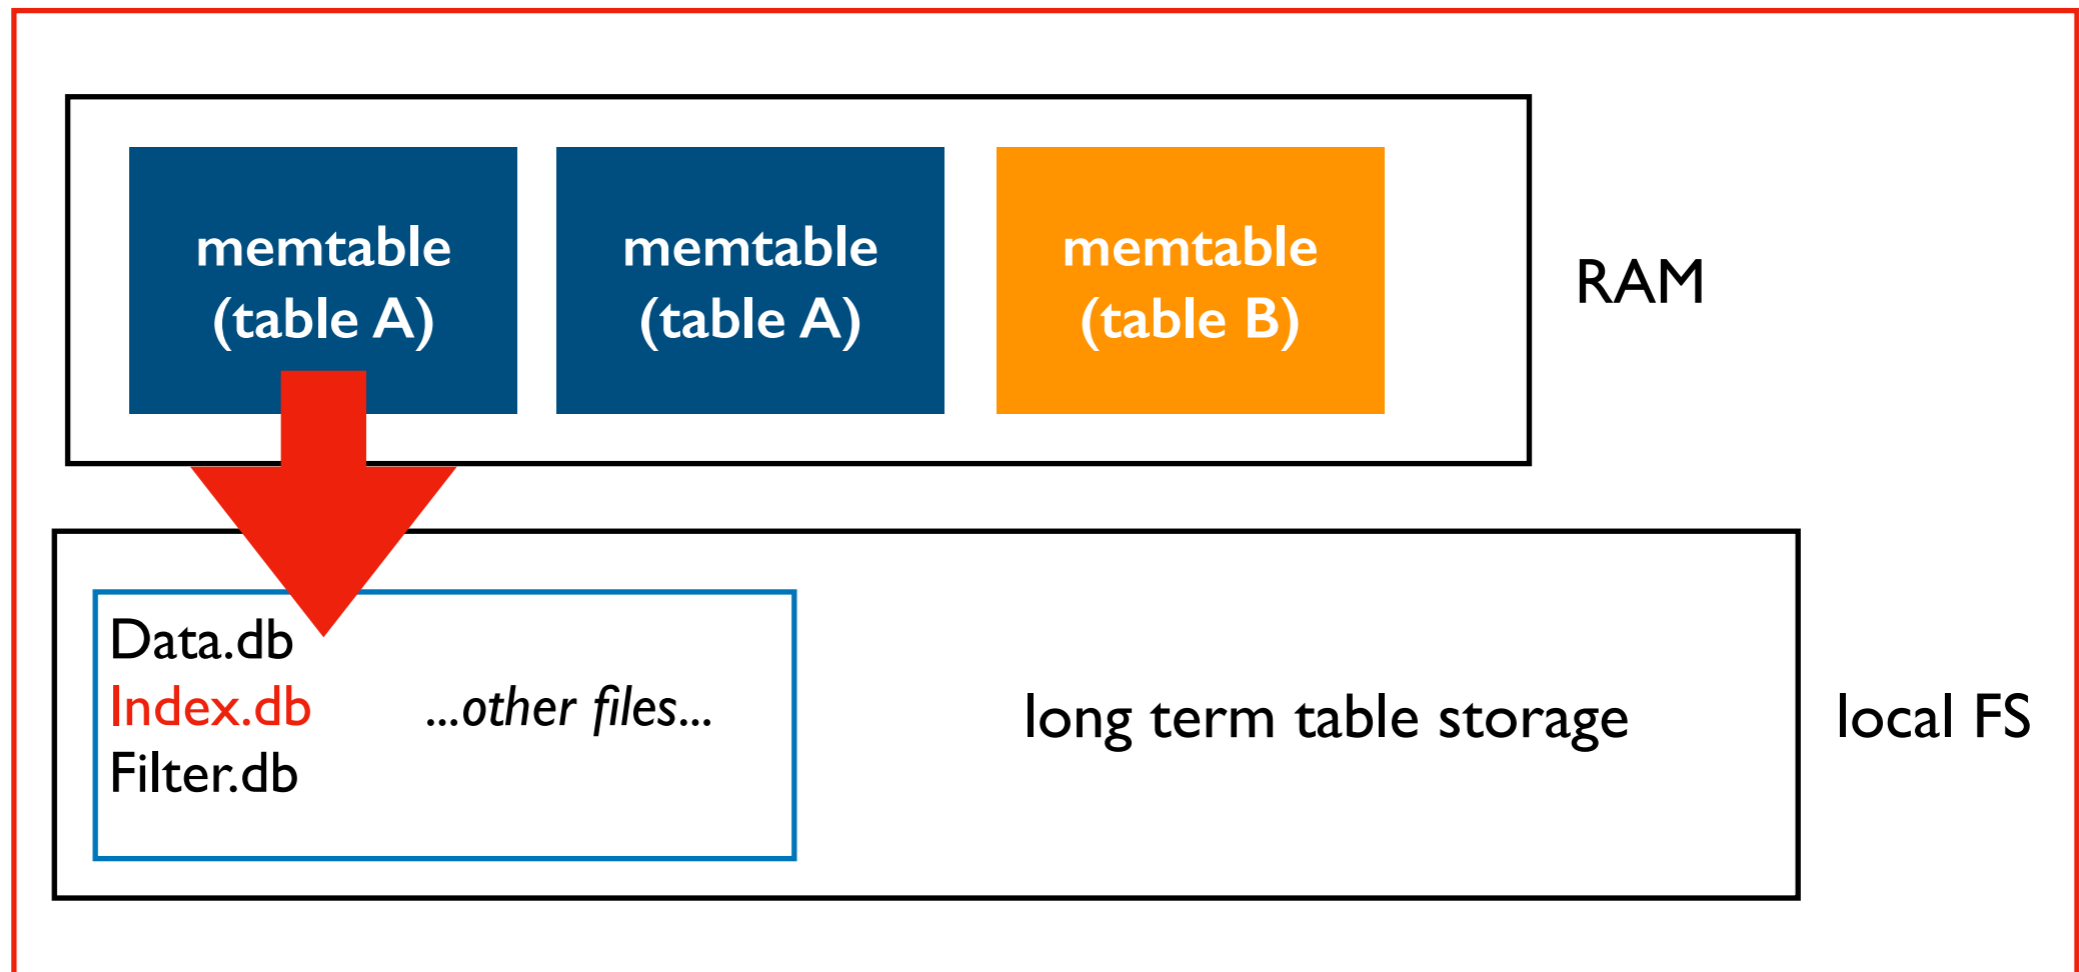 memtable
(table A)
memtable
(table A)
memtable
(table B)
RAM
Data.db
Index.db
Filter.db
...other files...
long term table storage
local FS